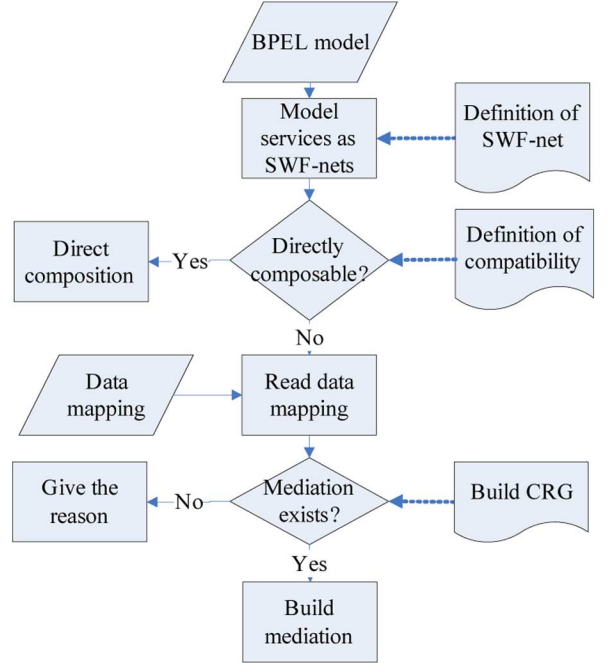 BPEL model
Model
services as
SWF-nets
Definition of
SWF-net
Directly
composable?
Definition of
compatibility
Yes
Direct
composition
No
Data
mapping
Read data
mapping
Mediation
exists?
Build CRG
No
Give the
reason
Yes
Build
mediation